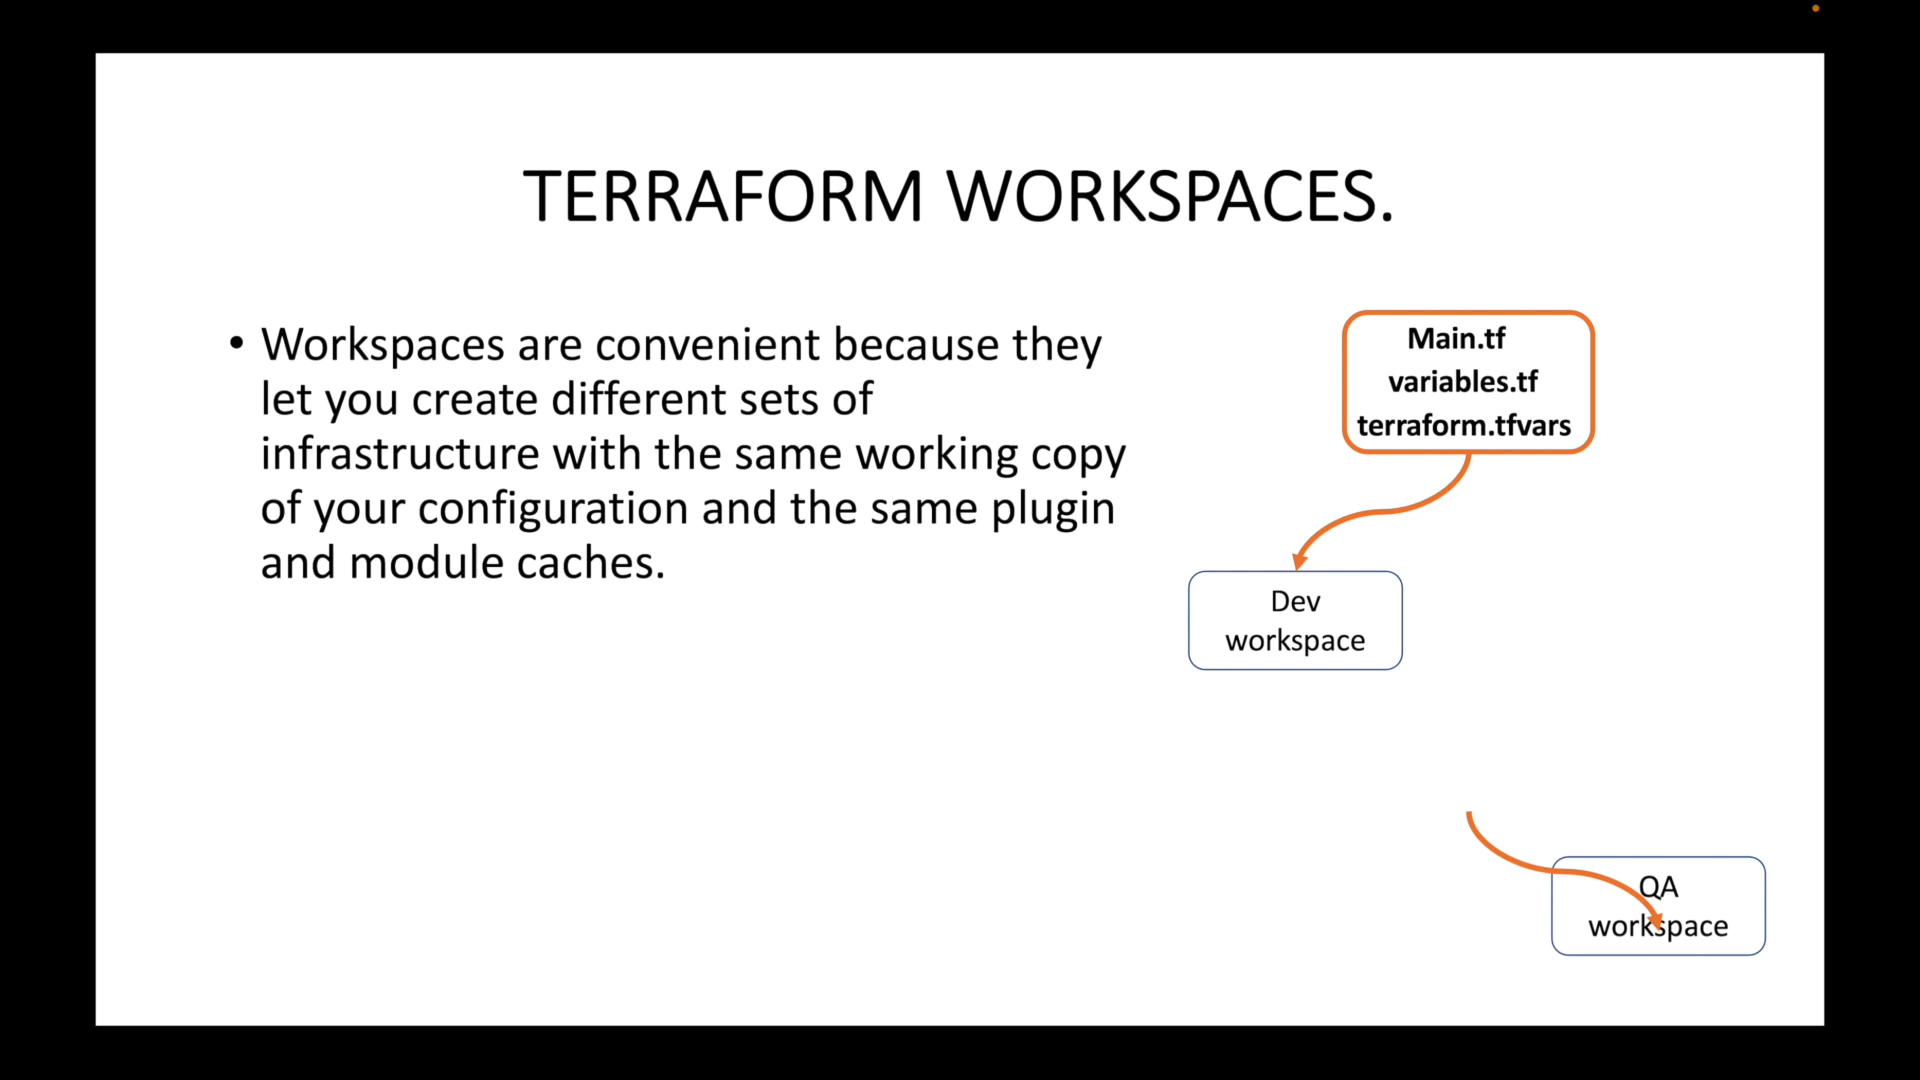 TERRAFORM WORKSPACES.
• Workspaces are convenient because they
let you create different sets of
infrastructure with the same working copy
of your configuration and the same plugin
and module caches.
Main.tf
variables.tf
terraform.tfvars
Dev
workspace
QA
workspace